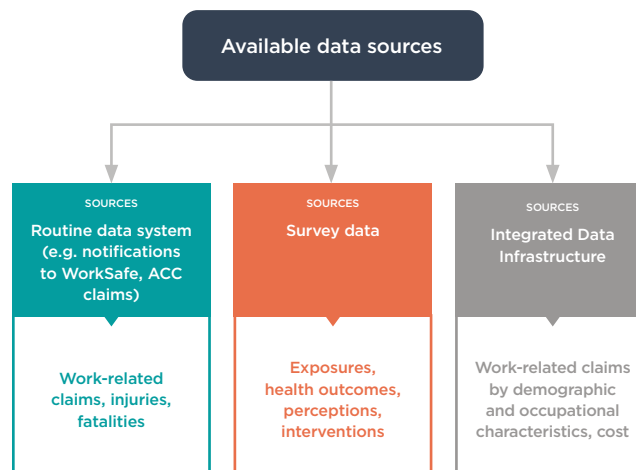 Available data sources
SOURCES
Routine data system
(e.g. notifications
to WorkSafe, ACC
claims)
Work-related
claims, injuries,
fatalities
SOURCES
Survey data
Exposures,
health outcomes,
perceptions,
interventions
SOURCES
Integrated Data
Infrastructure
Work-related claims
by demographic
and occupational
characteristics, cost